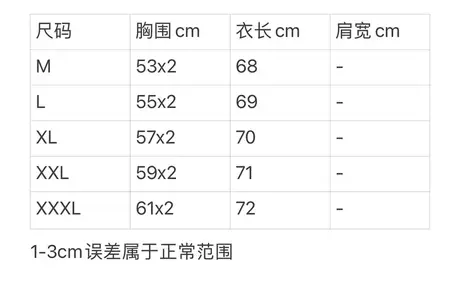 尺码 胸围cm 衣长cm 肩宽cm
M 53x2 68 -
L 55x2 69 -
XL 57x2 70 -
XXL 59x2 71 -
XXXL 61x2 72 -
1-3cm误差属于正常范围